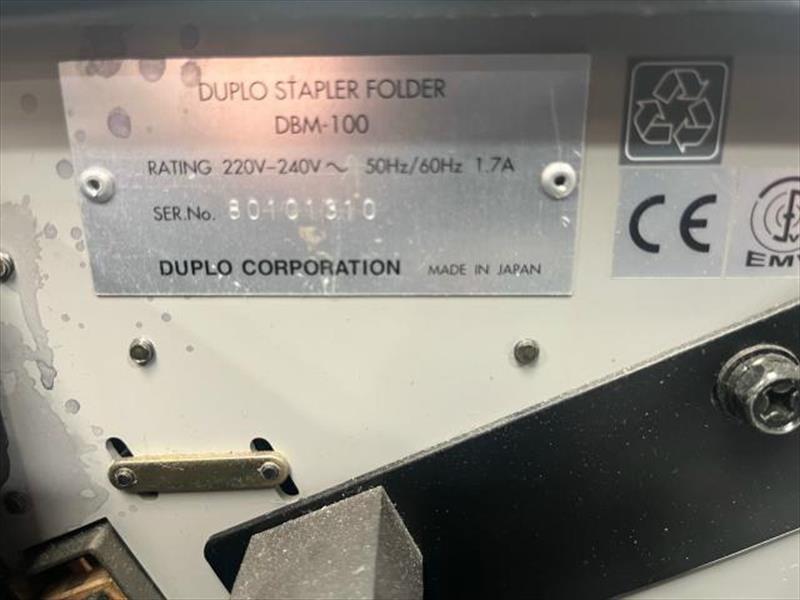 DUPLO STAPLER FOLDER
DBM-100
RATING 220V-240V～ 50Hz/60Hz 1.7A
SER.No. 80101310
DUPLO CORPORATION MADE IN JAPAN
CE